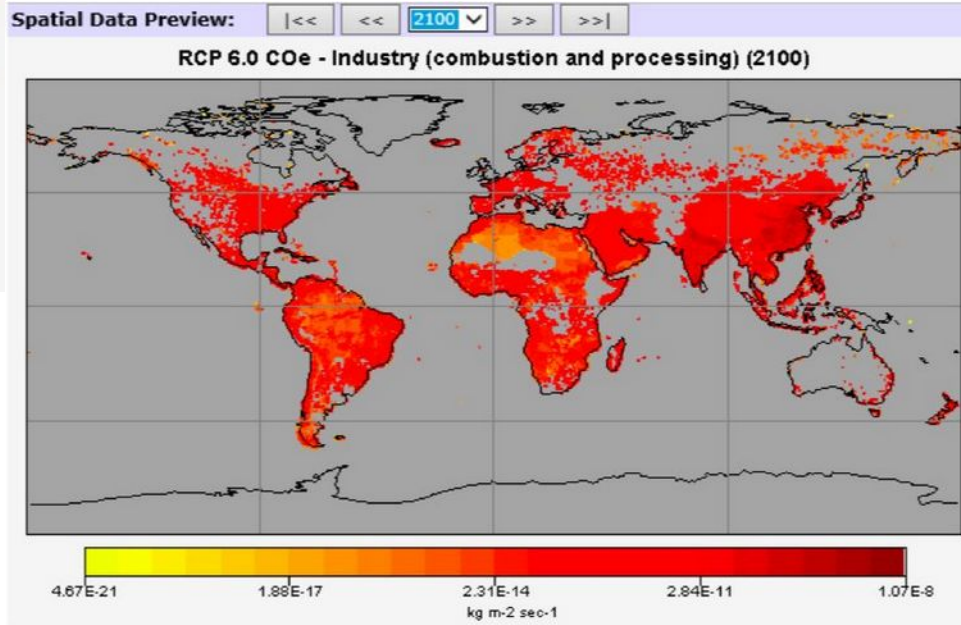 Spatial Data Preview: |<< << 2100 >> >>|
RCP 6.0 COe - Industry (combustion and processing) (2100)
4.67E-21 1.88E-17 2.31E-14 2.84E-11 1.07E-8
kg m-2 sec-1